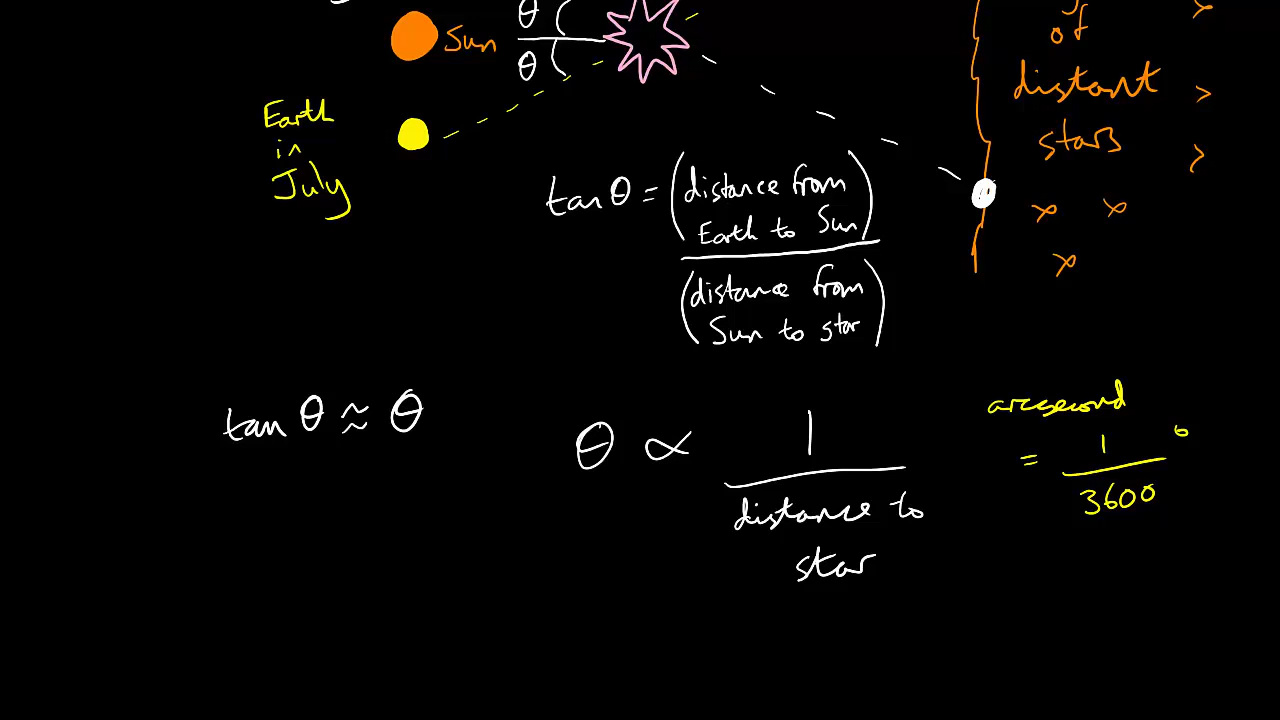 θ
Sun
θ
of
distant
stars
Earth
in
July
tan θ = (distance from
Earth to Sun)
(distance from
Sun to star)
tan θ ≈ θ
θ ∝ 1
distance to
star
arcsecond
= 1°
3600